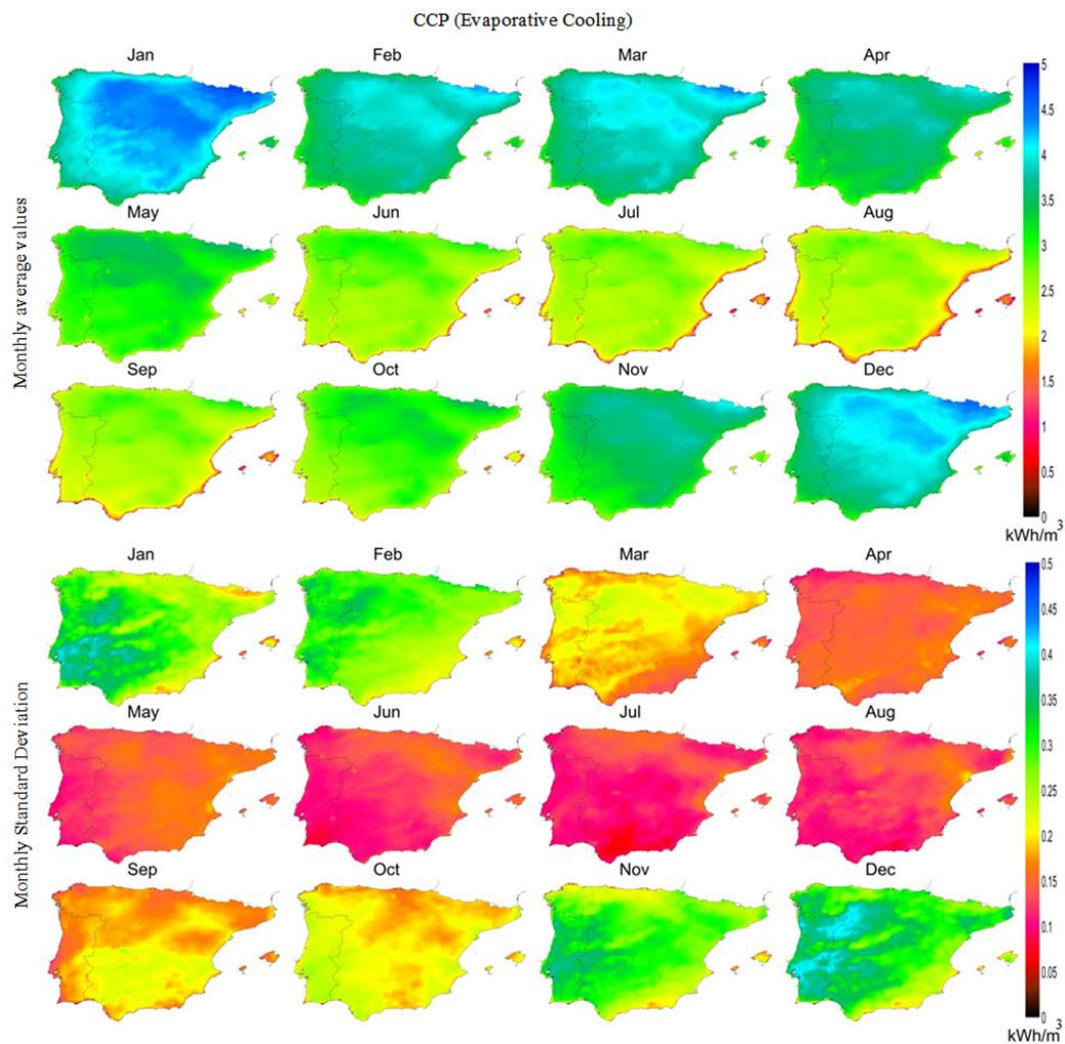 CCP (Evaporative Cooling)
Monthly average values
Jan Feb Mar Apr
May Jun Jul Aug
Sep Oct Nov Dec
5
4.5
4
3.5
3
2.5
2
1.5
1
0.5
0
kWh/m³
Monthly Standard Deviation
Jan Feb Mar Apr
May Jun Jul Aug
Sep Oct Nov Dec
0.5
0.45
0.4
0.35
0.3
0.25
0.2
0.15
0.1
0.05
0
kWh/m³